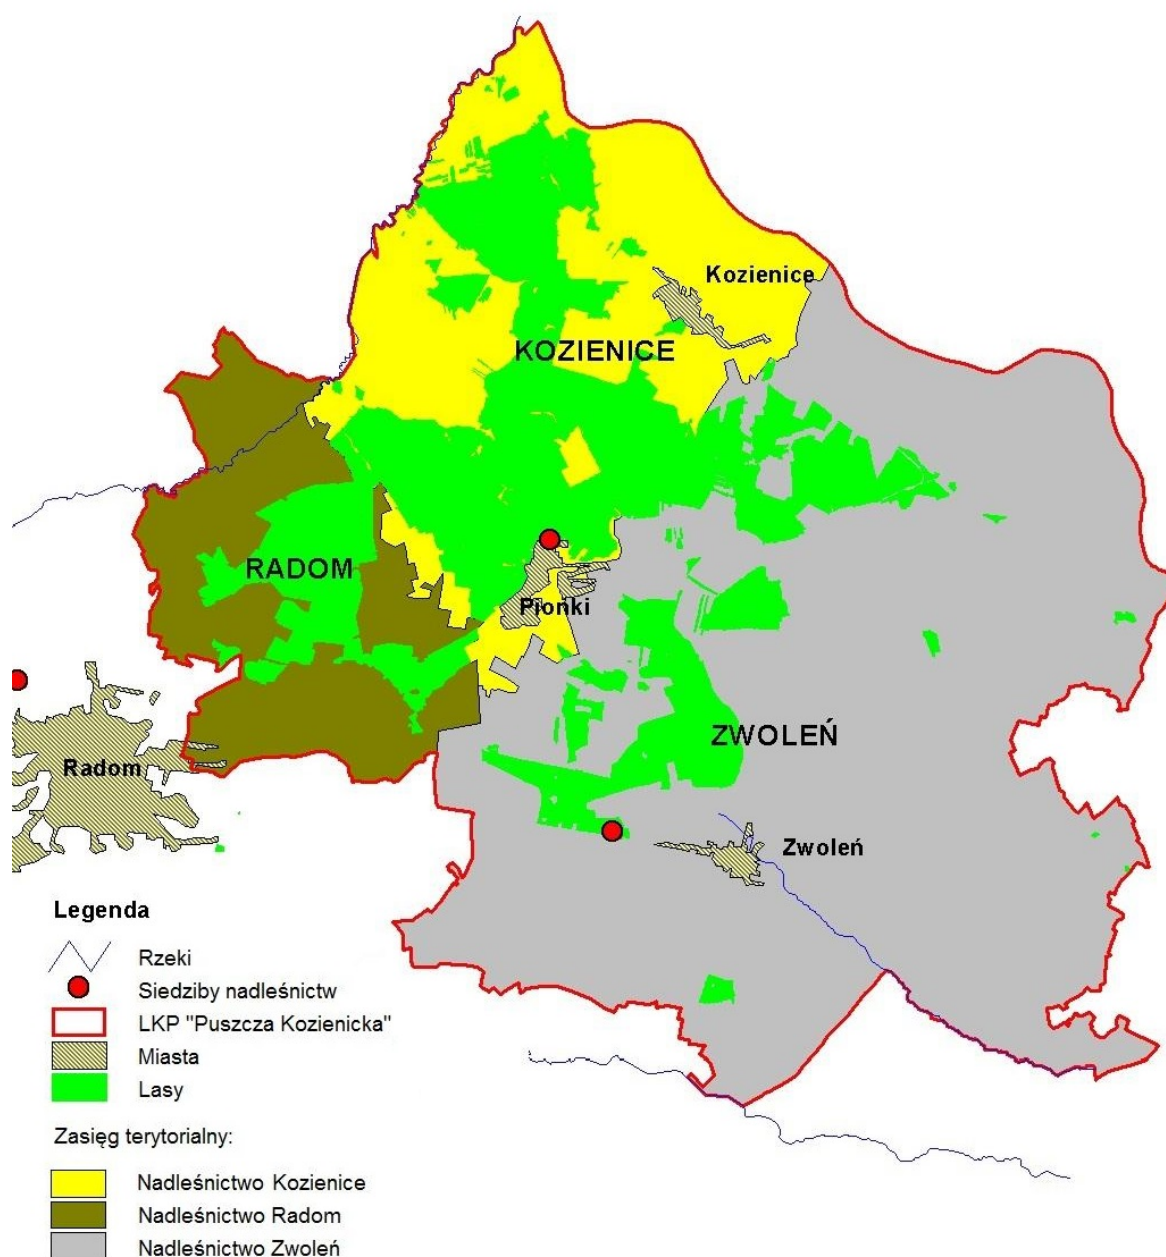 Kozienice
KOZIENICE
RADOM
Pionki
ZWOLEŃ
Radom
Zwoleń
Legenda
Rzeki
Siedziby nadleśnictw
LKP "Puszcza Kozienicka"
Miasta
Lasy
Zasięg terytorialny:
Nadleśnictwo Kozienice
Nadleśnictwo Radom
Nadleśnictwo Zwoleń